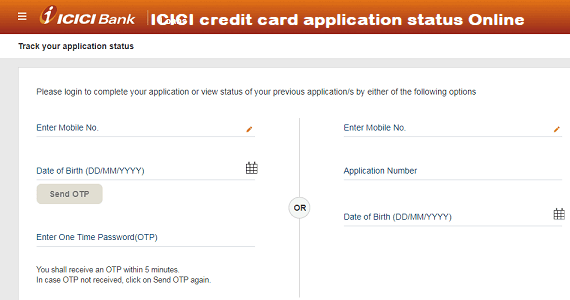 ICICI Bank
ICICI credit card application status Online
Track your application status
Please login to complete your application or view status of your previous application/s by either of the following options
Enter Mobile No.
Date of Birth (DD/MM/YYYY)
Send OTP
Enter One Time Password(OTP)
You shall receive an OTP within 5 minutes.
In case OTP not received, click on Send OTP again.
OR
Enter Mobile No.
Application Number
Date of Birth (DD/MM/YYYY)